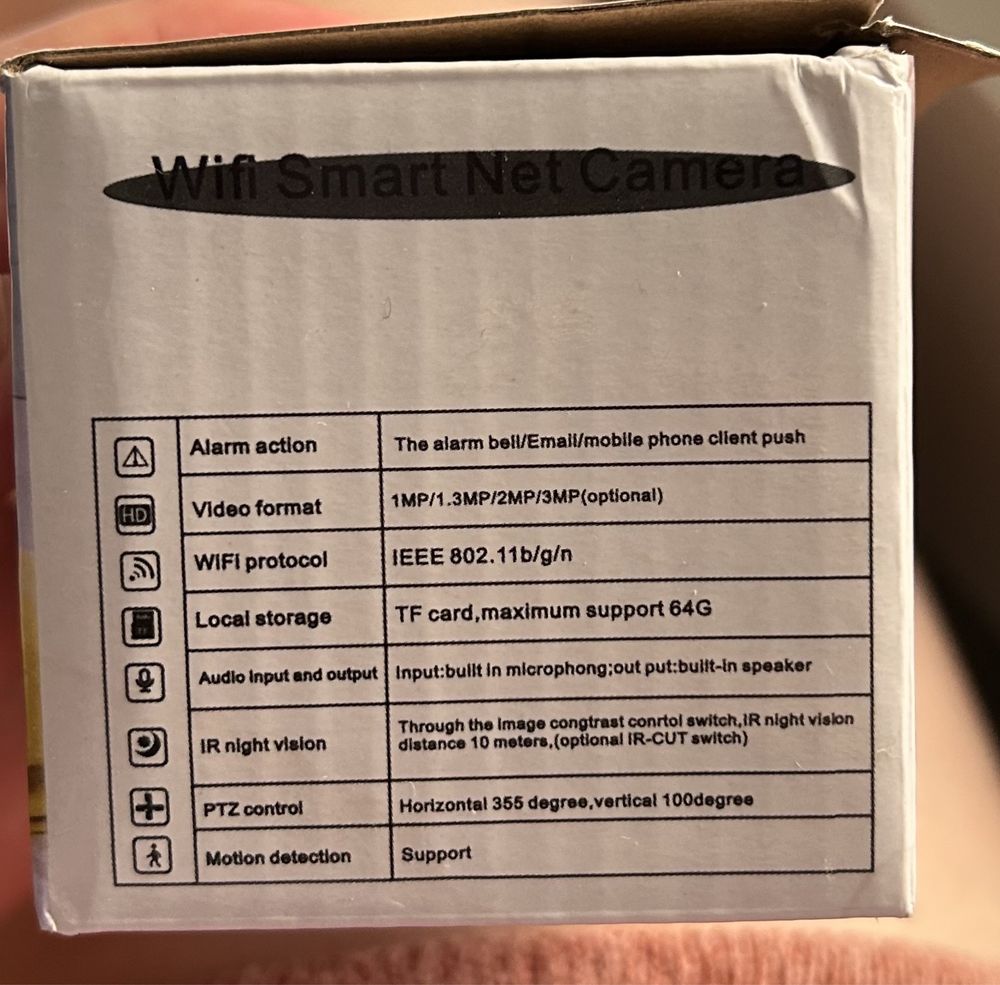 Wifi Smart Net Camera
Alarm action The alarm bell/Email/mobile phone client push
HD Video format 1MP/1.3MP/2MP/3MP(optional)
WiFi protocol IEEE 802.11b/g/n
Local storage TF card,maximum support 64G
Audio input and output Input:built in microphong;out put:built-in speaker
IR night vision Through the image congtrast conrtol switch,IR night vision
distance 10 meters,(optional IR-CUT switch)
PTZ control Horizontal 355 degree,vertical 100degree
Motion detection Support